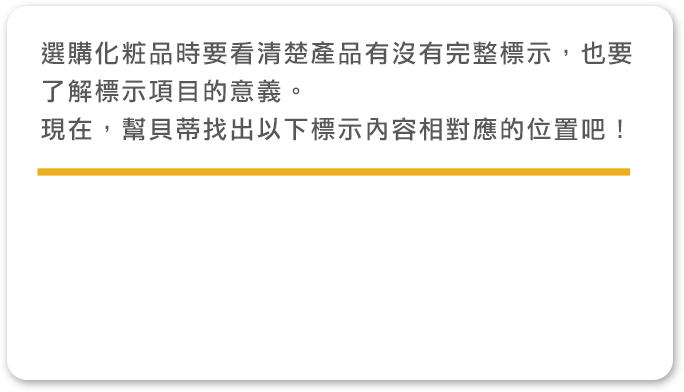 選購化粧品時要看清楚產品有沒有完整標示，也要
了解標示項目的意義。
現在，幫貝蒂找出以下標示內容相對應的位置吧！